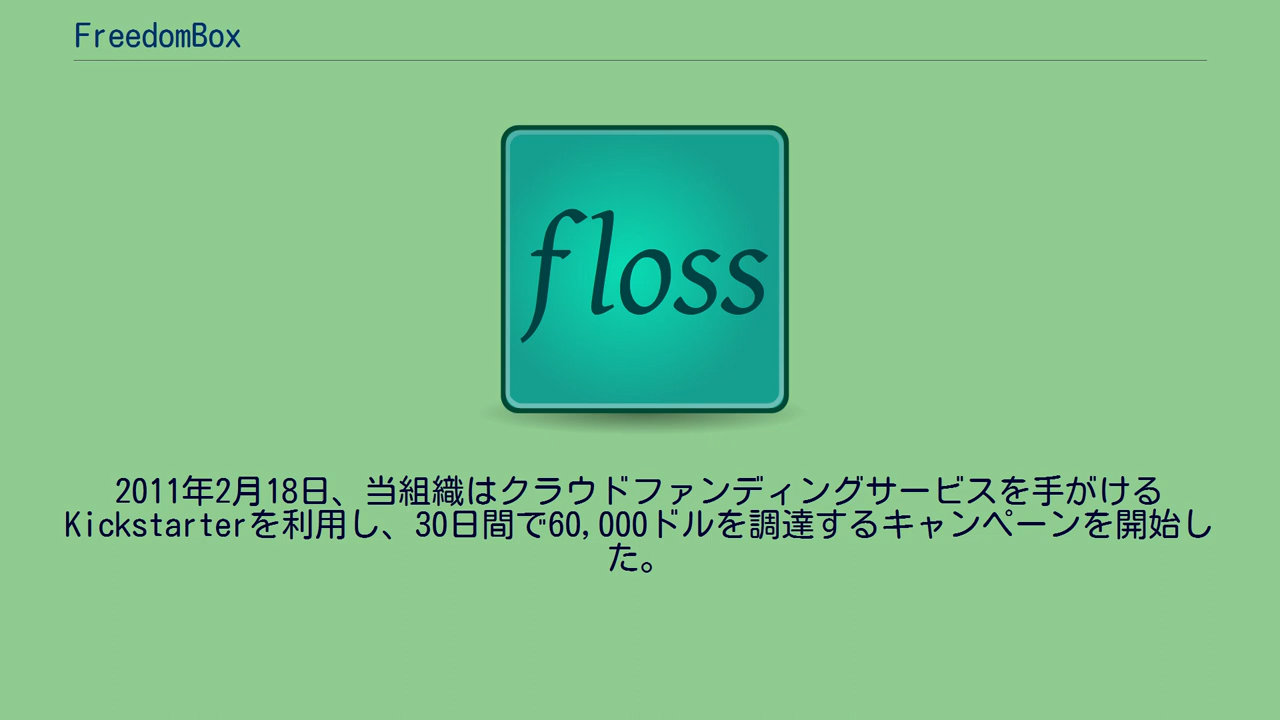 FreedomBox
floss
2011年2月18日、当組織はクラウドファンディングサービスを手がける
Kickstarterを利用し、30日間で60,000ドルを調達するキャンペーンを開始し
た。